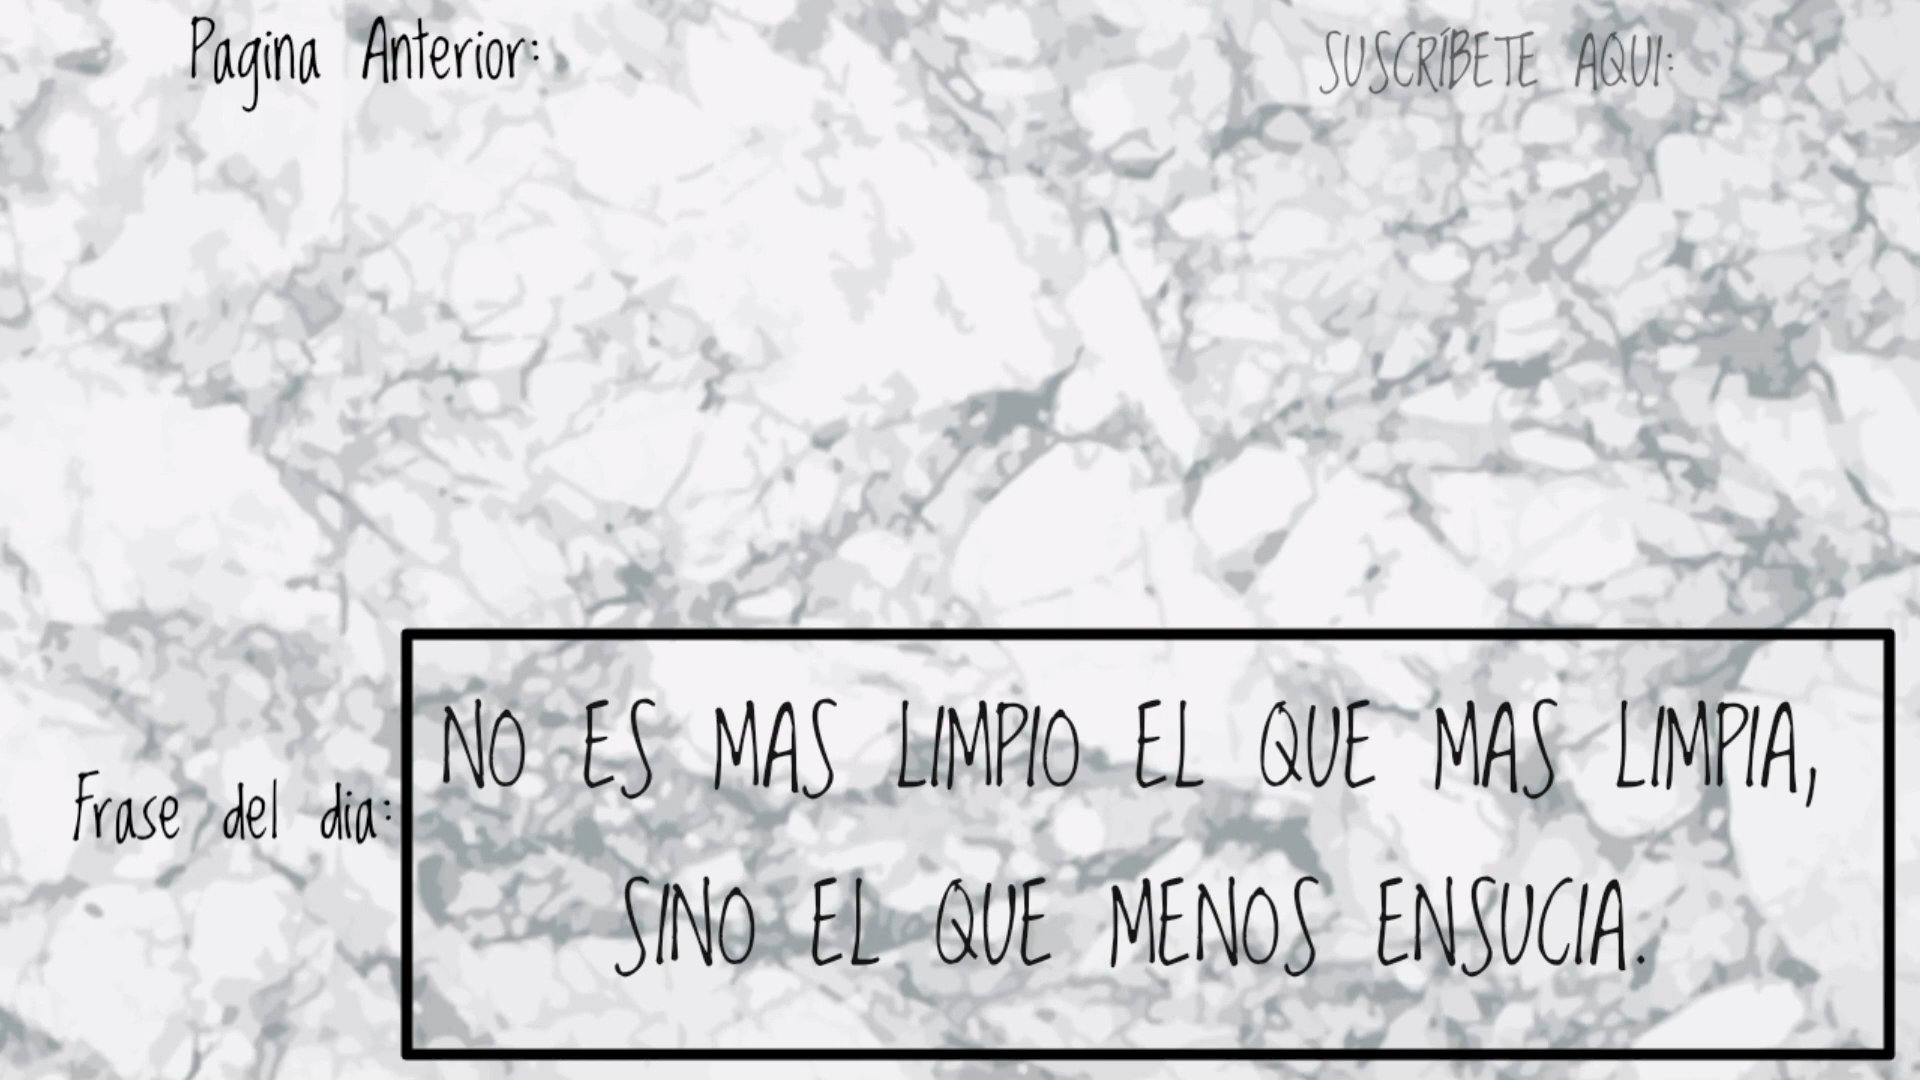 Pagina Anterior:
SUSCRÍBETE AQUI:
Frase del dia:
NO ES MAS LIMPIO EL QUE MAS LIMPIA,
SINO EL QUE MENOS ENSUCIA.